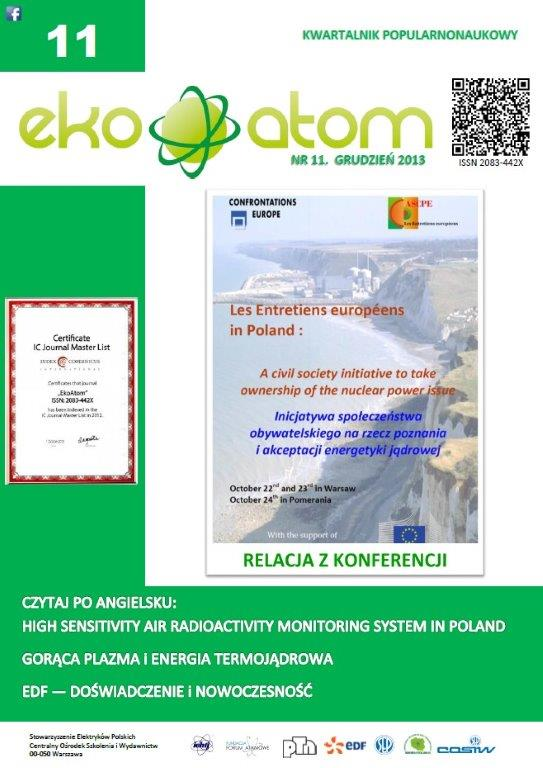 11
KWARTALNIK POPULARNONAUKOWY
eko atom
NR 11. GRUDZIEŃ 2013
ISSN 2083-442X
CONFRONTATIONS
EUROPE
ASCPE
Les Entretiens européens
Les Entretiens européens
in Poland :
A civil society initiative to take
ownership of the nuclear power issue
Inicjatywa społeczeństwa
obywatelskiego na rzecz poznania
i akceptacji energetyki jądrowej
October 22nd and 23rd in Warsaw
October 24th in Pomerania
With the support of
RELACJA Z KONFERENCJI
Certificate
IC Journal Master List
INDEX COPERNICUS
INTERNATIONAL
Certificates that journal
„EkoAtom"
ISSN: 2083-442X
has been indexed in the
IC Journal Master List in 2012.
CZYTAJ PO ANGIELSKU:
HIGH SENSITIVITY AIR RADIOACTIVITY MONITORING SYSTEM IN POLAND
GORĄCA PLAZMA i ENERGIA TERMOJĄDROWA
EDF — DOŚWIADCZENIE i NOWOCZESNOŚĆ
Stowarzyszenie Elektryków Polskich
Centralny Ośrodek Szkolenia i Wydawnictw
00-050 Warszawa
FUNDACJA
FORUM ATOMOWE
ptn
eDF
SEP
COSIW